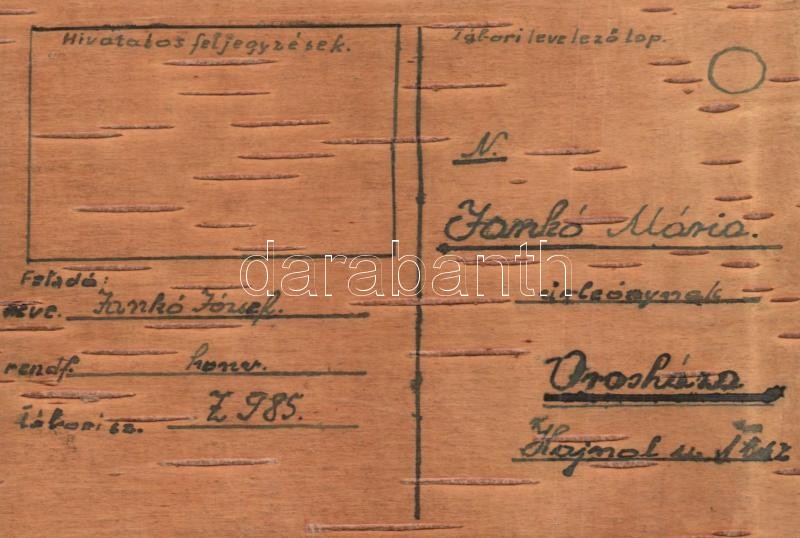 Hivatalos feljegyzések.
Tábori levelező lap.
N.
Jankó Mária.
úrleánynak
Orosháza
Hajnal u.
Feladó:
neve. Jankó József.
rendf. honv.
Tábori sz. Z 985.
darabanth